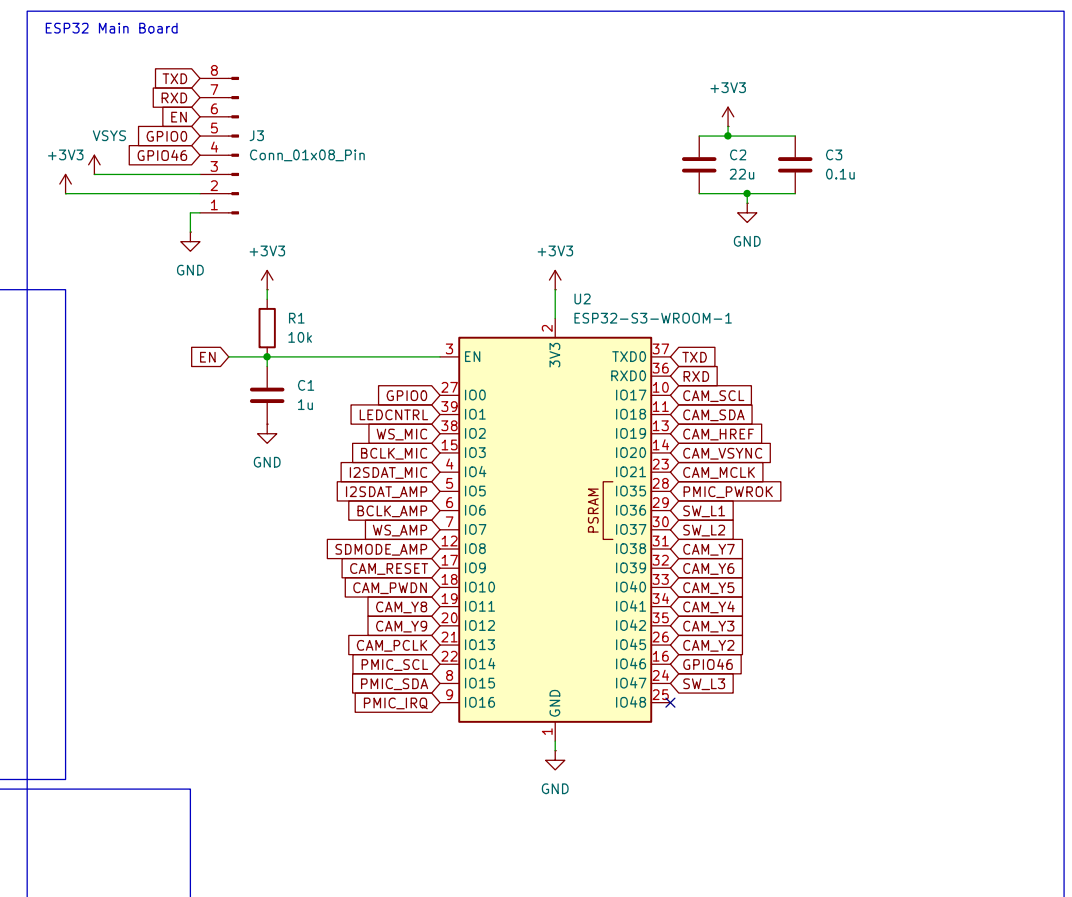 ESP32 Main Board
TXD 8
RXD 7
EN 6
VSYS GPIO0 5 J3
+3V3 GPIO46 4 Conn_01x08_Pin
3
2
1
GND
+3V3
C2 C3
22u 0.1u
GND
+3V3
R1
10k
EN
C1
1u
GND
+3V3
U2
ESP32-S3-WROOM-1
2
3V3
3 EN TXD0 37 TXD
RXD0 36 RXD
GPIO0 27 IO0 IO17 10 CAM_SCL
LEDCNTRL 39 IO1 IO18 11 CAM_SDA
WS_MIC 38 IO2 IO19 13 CAM_HREF
BCLK_MIC 15 IO3 IO20 14 CAM_VSYNC
I2SDAT_MIC 4 IO4 IO21 23 CAM_MCLK
I2SDAT_AMP 5 IO5 IO35 28 PMIC_PWROK
BCLK_AMP 6 IO6 IO36 29 SW_L1
WS_AMP 7 IO7 IO37 30 SW_L2
PSRAM
SDMODE_AMP 12 IO8 IO38 31 CAM_Y7
CAM_RESET 17 IO9 IO39 32 CAM_Y6
CAM_PWDN 18 IO10 IO40 33 CAM_Y5
CAM_Y8 19 IO11 IO41 34 CAM_Y4
CAM_Y9 20 IO12 IO42 35 CAM_Y3
CAM_PCLK 21 IO13 IO45 26 CAM_Y2
PMIC_SCL 22 IO14 IO46 16 GPIO46
PMIC_SDA 8 IO15 IO47 24 SW_L3
PMIC_IRQ 9 IO16 IO48 25
GND
1
GND